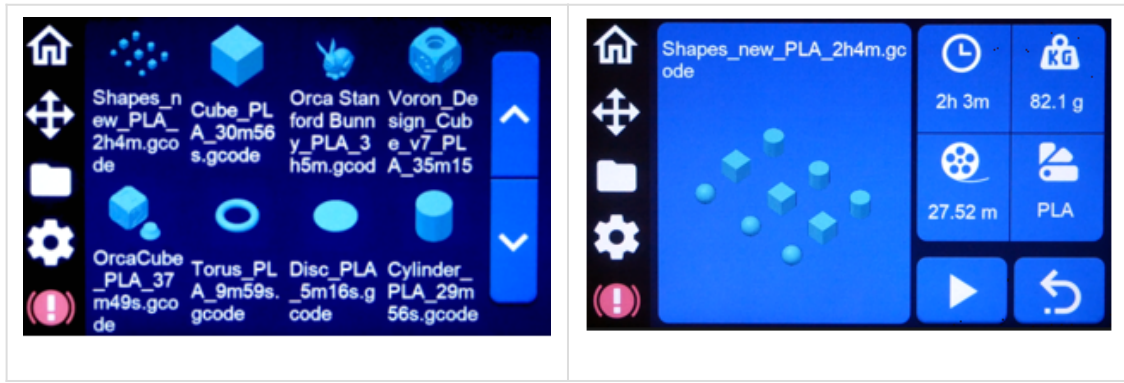 Shapes_n
ew_PLA_
2h4m.gco
de
Cube_PL
A_30m56
s.gcode
Orca Stan
ford Bunn
y_PLA_3
h5m.gcod
Voron_De
sign_Cub
e_v7_PL
A_35m15
OrcaCube
_PLA_37
m49s.gco
de
Torus_PL
A_9m59s.
gcode
Disc_PLA
_5m16s.g
code
Cylinder_
PLA_29m
56s.gcode
Shapes_new_PLA_2h4m.gc
ode
2h 3m
KG
82.1 g
27.52 m
PLA